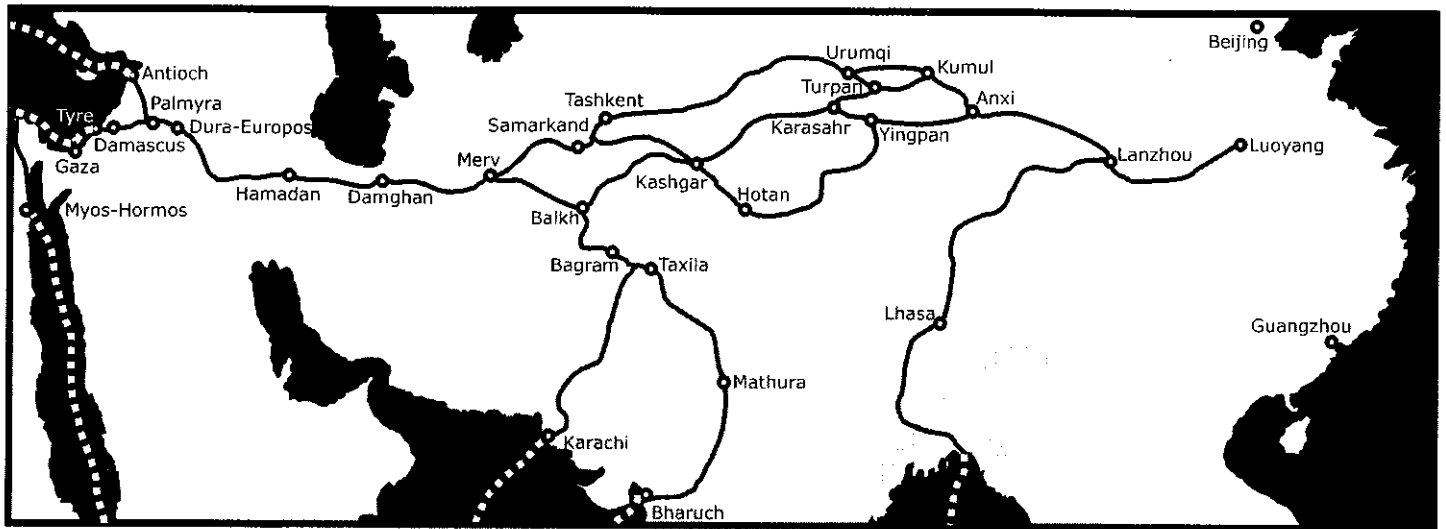 Beijing
Urumqi
Kumul
Antioch
Turpan
Tashkent
Anxi
Palmyra
Tyre
Karasahr
Dura-Europos
Samarkand
Yingpan
Damascus
Luoyang
Gaza
Merv
Lanzhou
Kashgar
Hamadan
Damghan
Hotan
Myos-Hormos
Balkh
Bagram
Taxila
Lhasa
Guangzhou
Mathura
Karachi
Bharuch